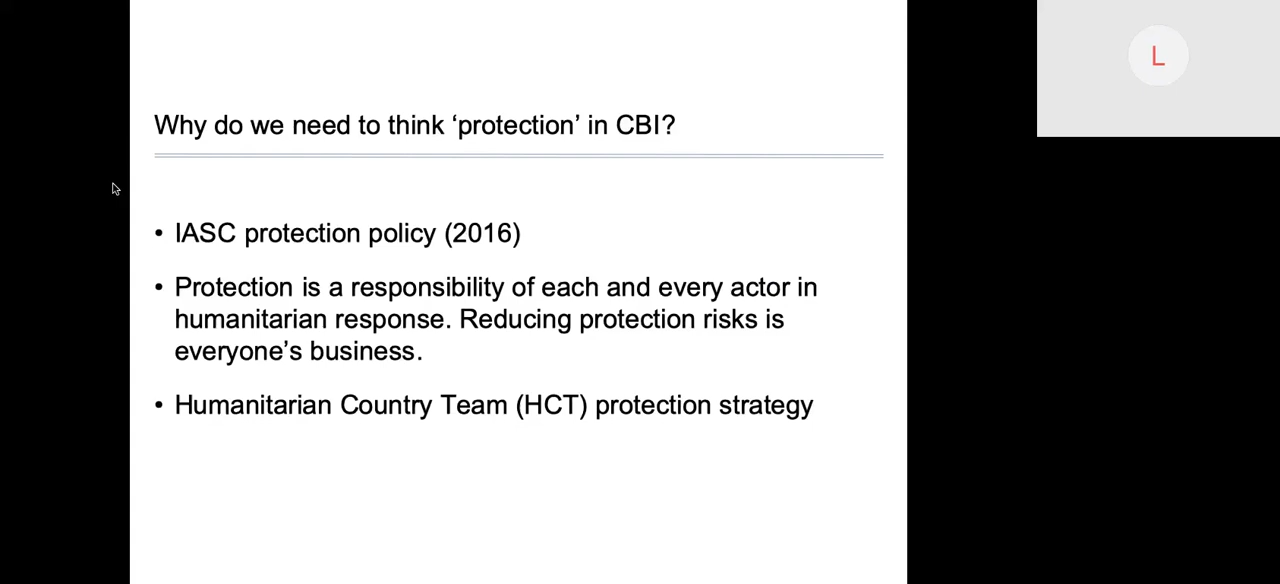 Why do we need to think ‘protection’ in CBI?
• IASC protection policy (2016)
• Protection is a responsibility of each and every actor in
humanitarian response. Reducing protection risks is
everyone’s business.
• Humanitarian Country Team (HCT) protection strategy
L